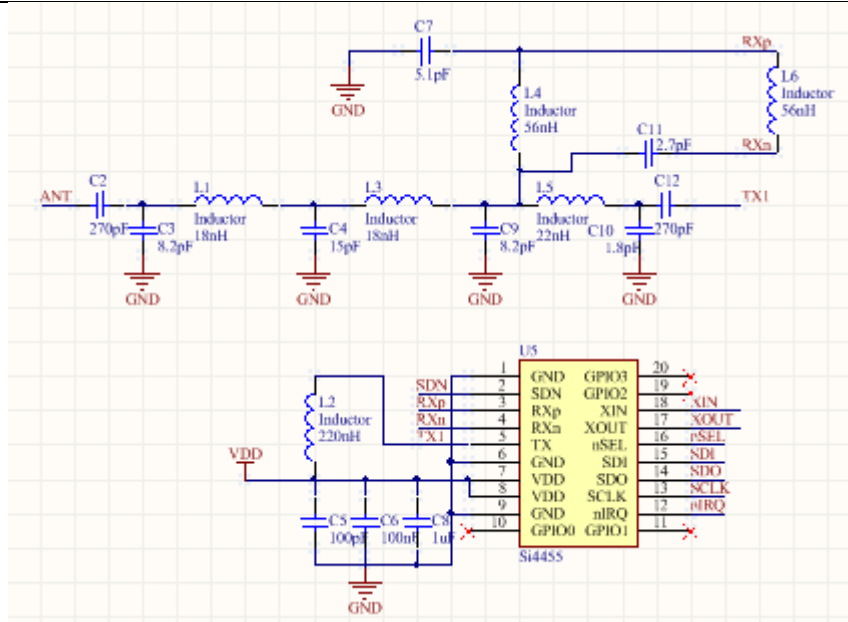 C7
RXp
5.1pF
GND
L4
Inductor
56nH
L6
Inductor
56nH
C11
2.7pF
RXn
ANT
C2
L1
L3
L5
C12
TX1
270pF
C3
8.2pF
Inductor
18nH
C4
15pF
Inductor
18nH
C9
8.2pF
Inductor
22nH
C10
1.8pF
270pF
GND
GND
GND
GND
U5
1 GND GPIO3 20
SDN 2 SDN GPIO2 19
RXp 3 RXp XIN 18 XIN
RXn 4 RXn XOUT 17 XOUT
TX1 5 TX nSEL 16 nSEL
6 GND SDI 15 SDI
7 VDD SDO 14 SDO
8 VDD SCLK 13 SCLK
9 GND nIRQ 12 nIRQ
10 GPIO0 GPIO1 11
Si4455
L2
Inductor
220nH
VDD
C5
100pF
C6
100nF
C8
1uF
GND